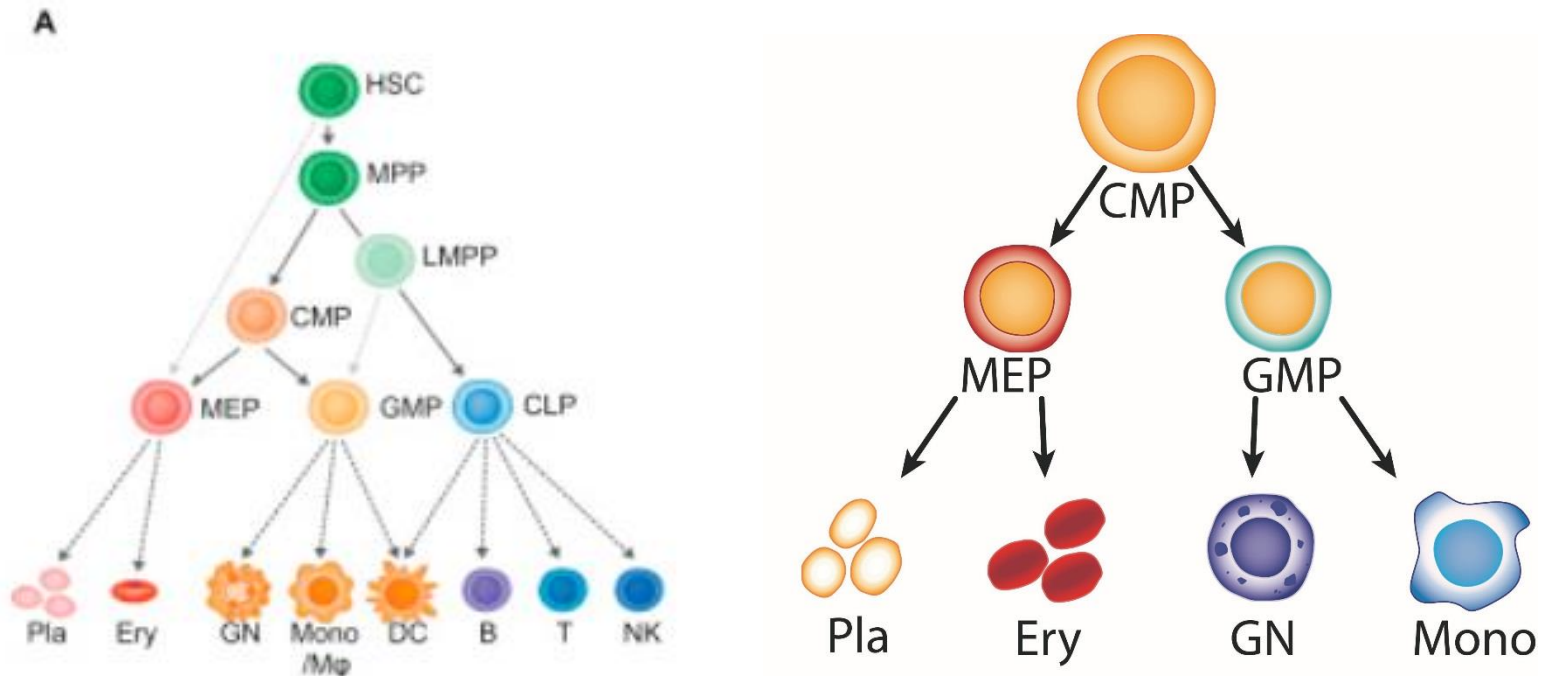 A
HSC
MPP
LMPP
CMP
MEP
GMP
CLP
Pla
Ery
GN
Mono
/Mφ
DC
B
T
NK
CMP
MEP
GMP
Pla
Ery
GN
Mono